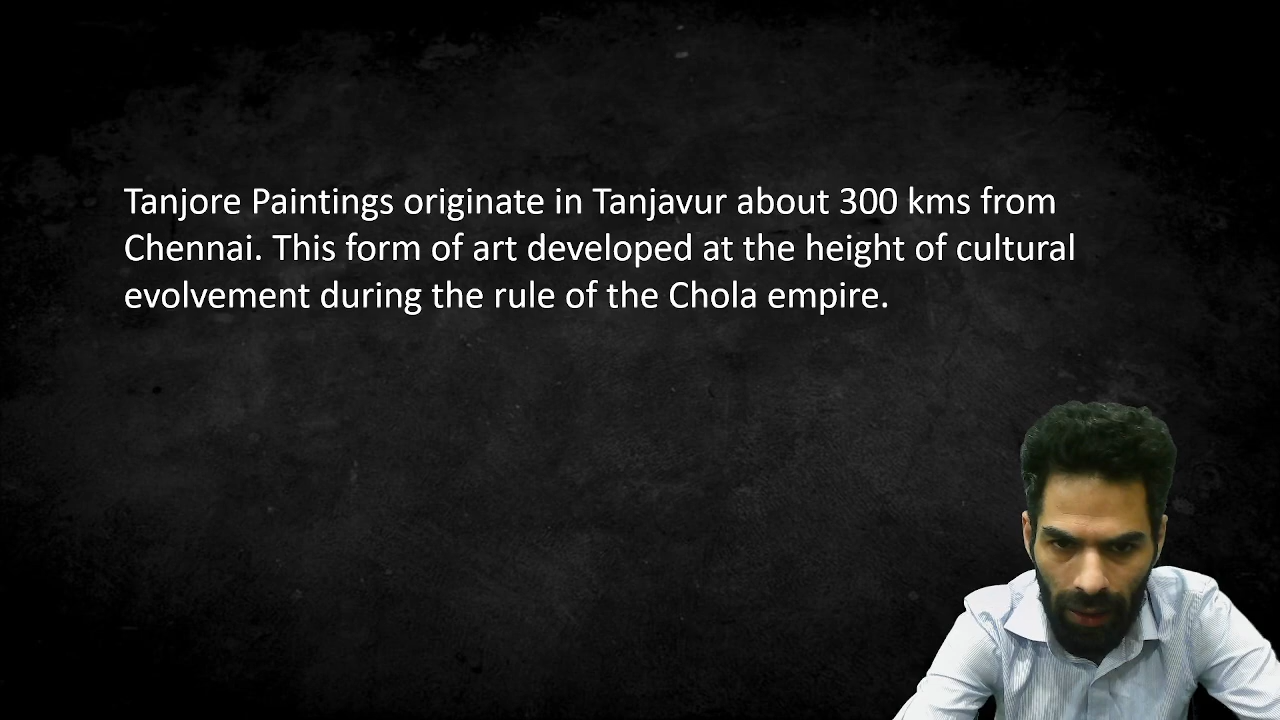 Tanjore Paintings originate in Tanjavur about 300 kms from
Chennai. This form of art developed at the height of cultural
evolvement during the rule of the Chola empire.